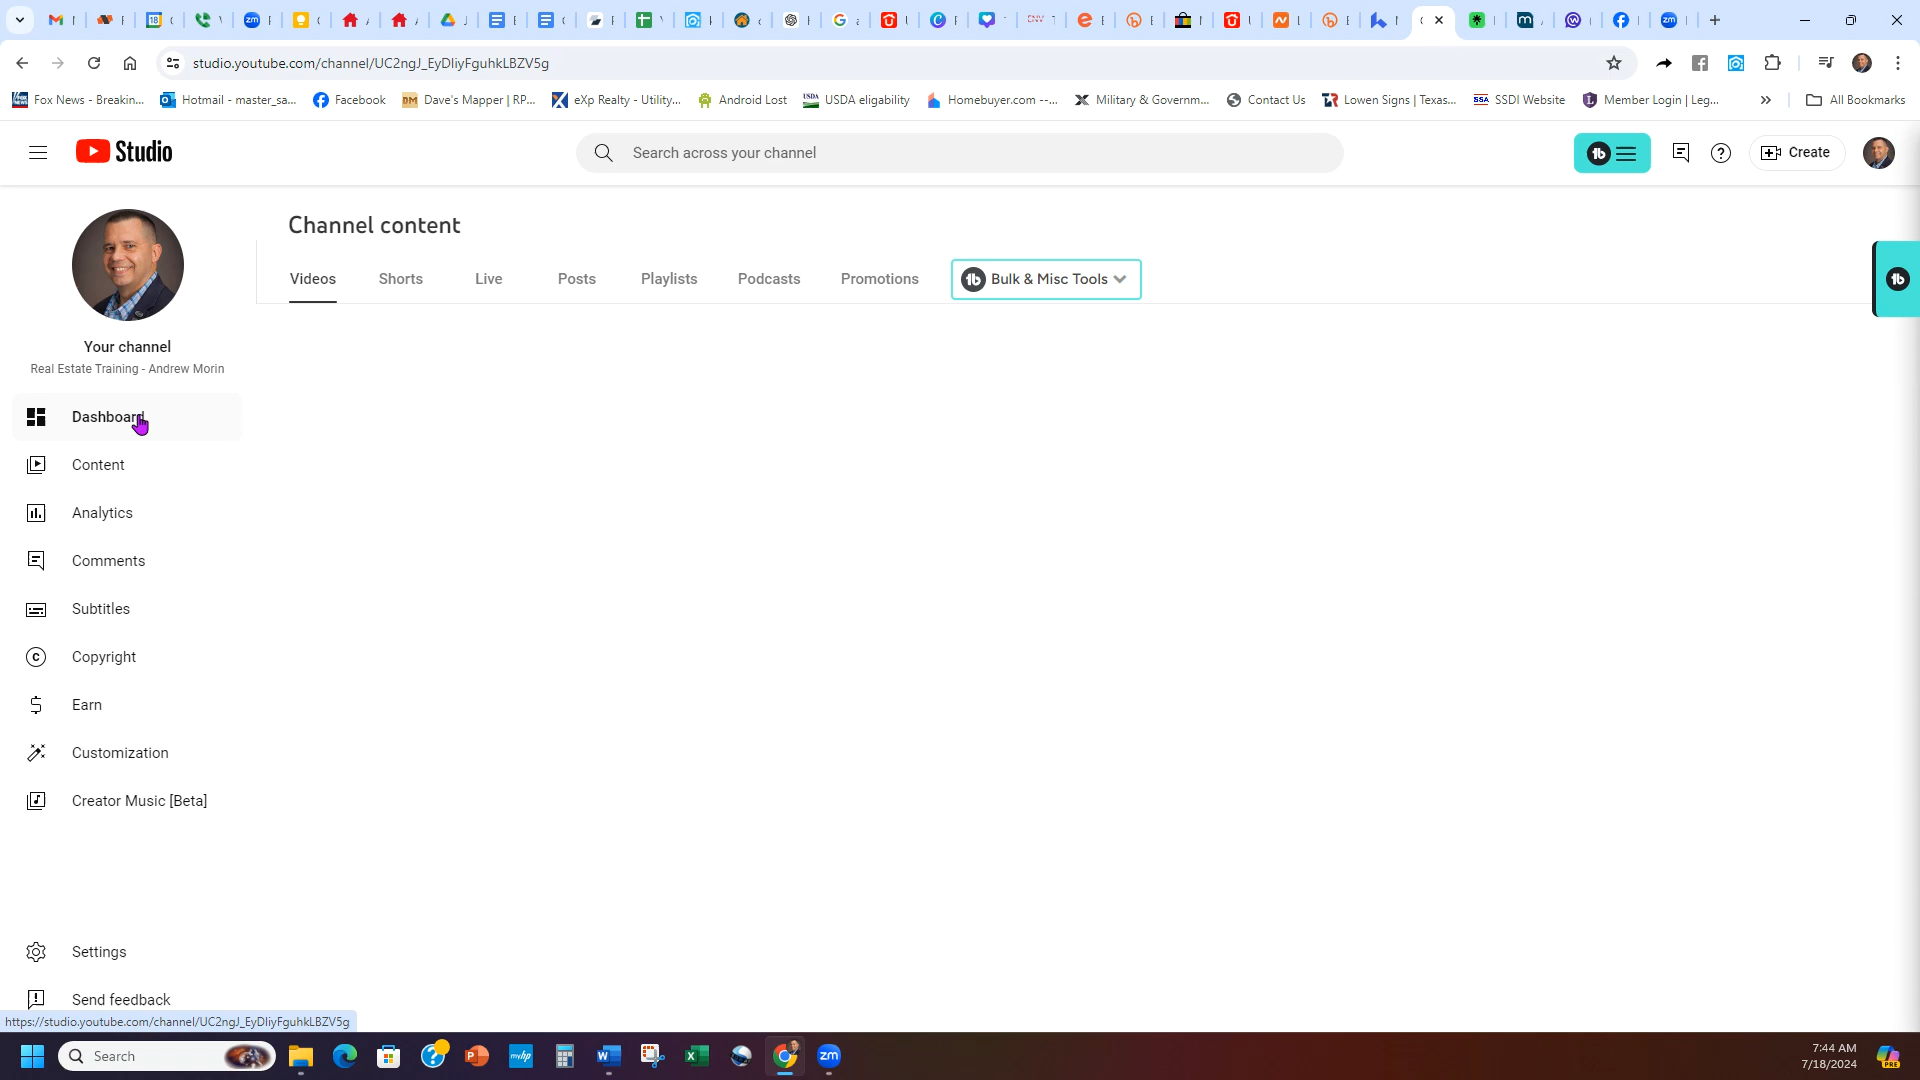 studio.youtube.com/channel/UC2ngJ_EyDliyFguhkLBZV5g
Fox News - Breakin... Hotmail - master_sa... Facebook Dave's Mapper | RP... eXp Realty - Utility... Android Lost USDA eligability Homebuyer.com --... Military & Governm... Contact Us Lowen Signs | Texas... SSDI Website Member Login | Leg... » All Bookmarks
Studio
Search across your channel
Create
Channel content
Videos Shorts Live Posts Playlists Podcasts Promotions Bulk & Misc Tools
Your channel
Real Estate Training - Andrew Morin
Dashboard
Content
Analytics
Comments
Subtitles
Copyright
Earn
Customization
Creator Music [Beta]
Settings
Send feedback
https://studio.youtube.com/channel/UC2ngJ_EyDliyFguhkLBZV5g
Search
7:44 AM
7/18/2024